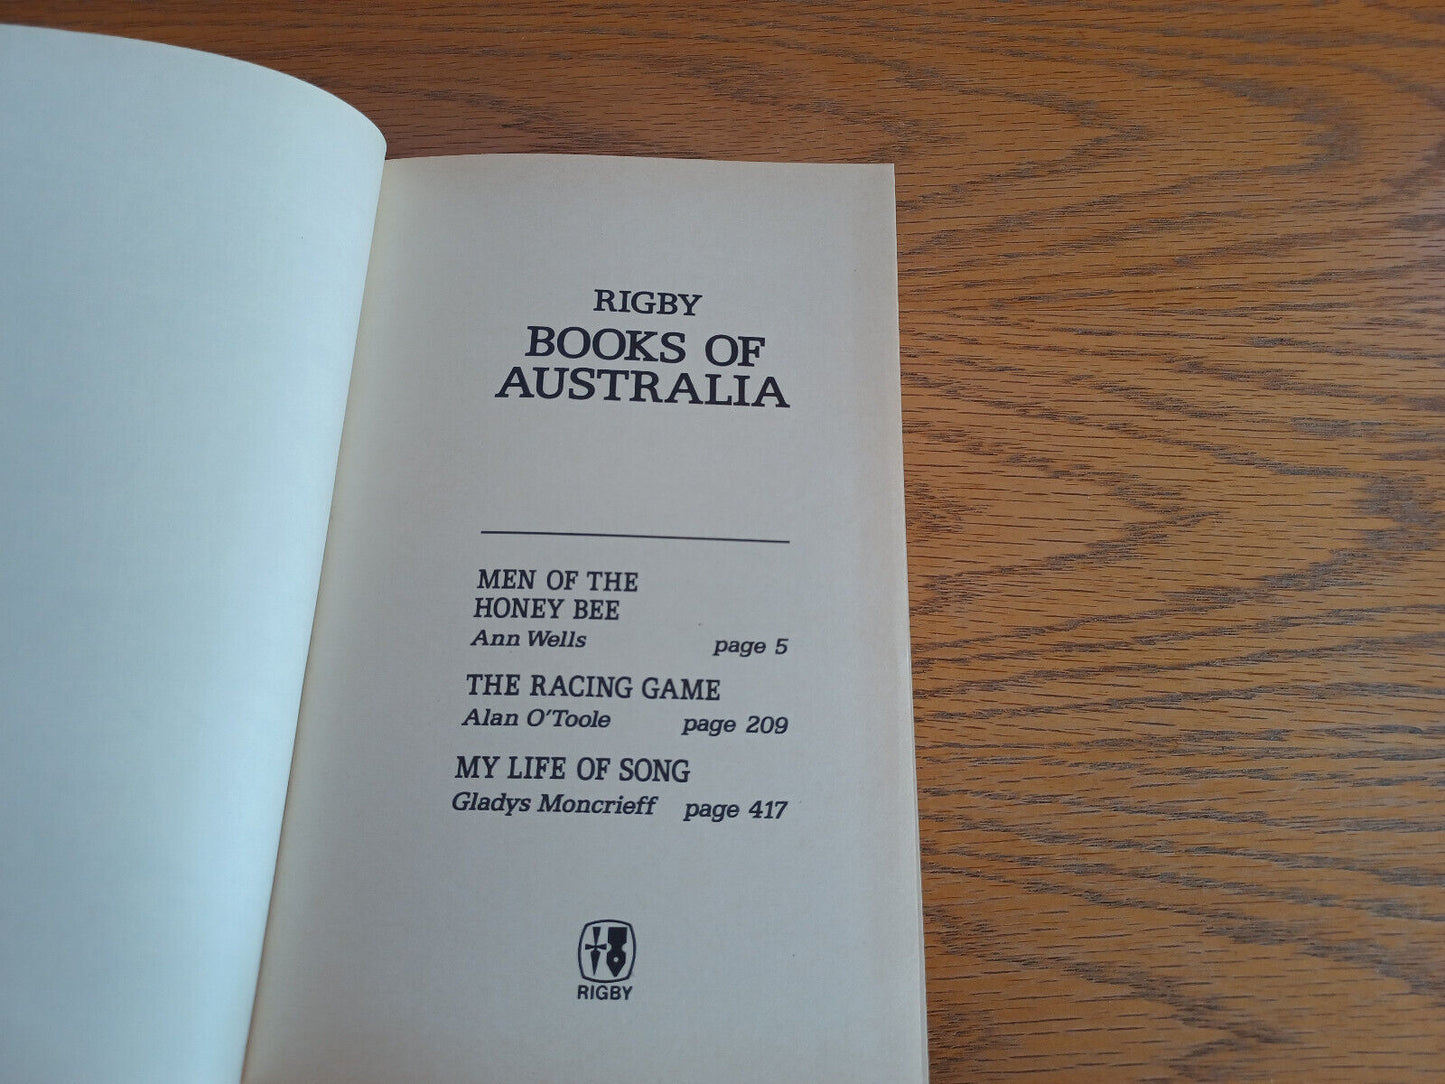 RIGBY
BOOKS OF
AUSTRALIA
MEN OF THE
HONEY BEE
Ann Wells page 5
THE RACING GAME
Alan O'Toole page 209
MY LIFE OF SONG
Gladys Moncrieff page 417
RIGBY